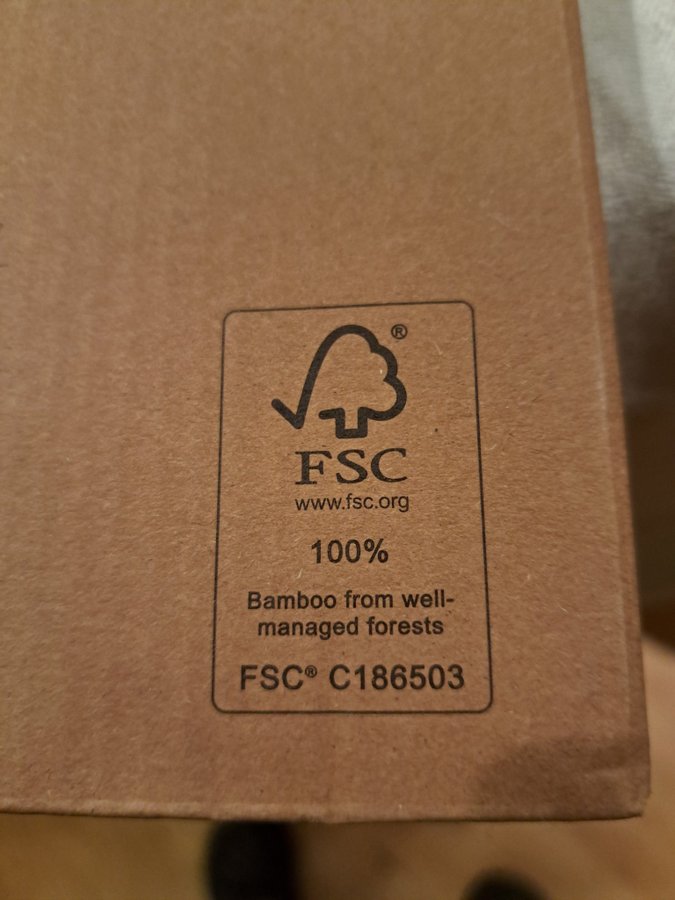 ®
FSC
www.fsc.org
100%
Bamboo from well-
managed forests
FSC® C186503